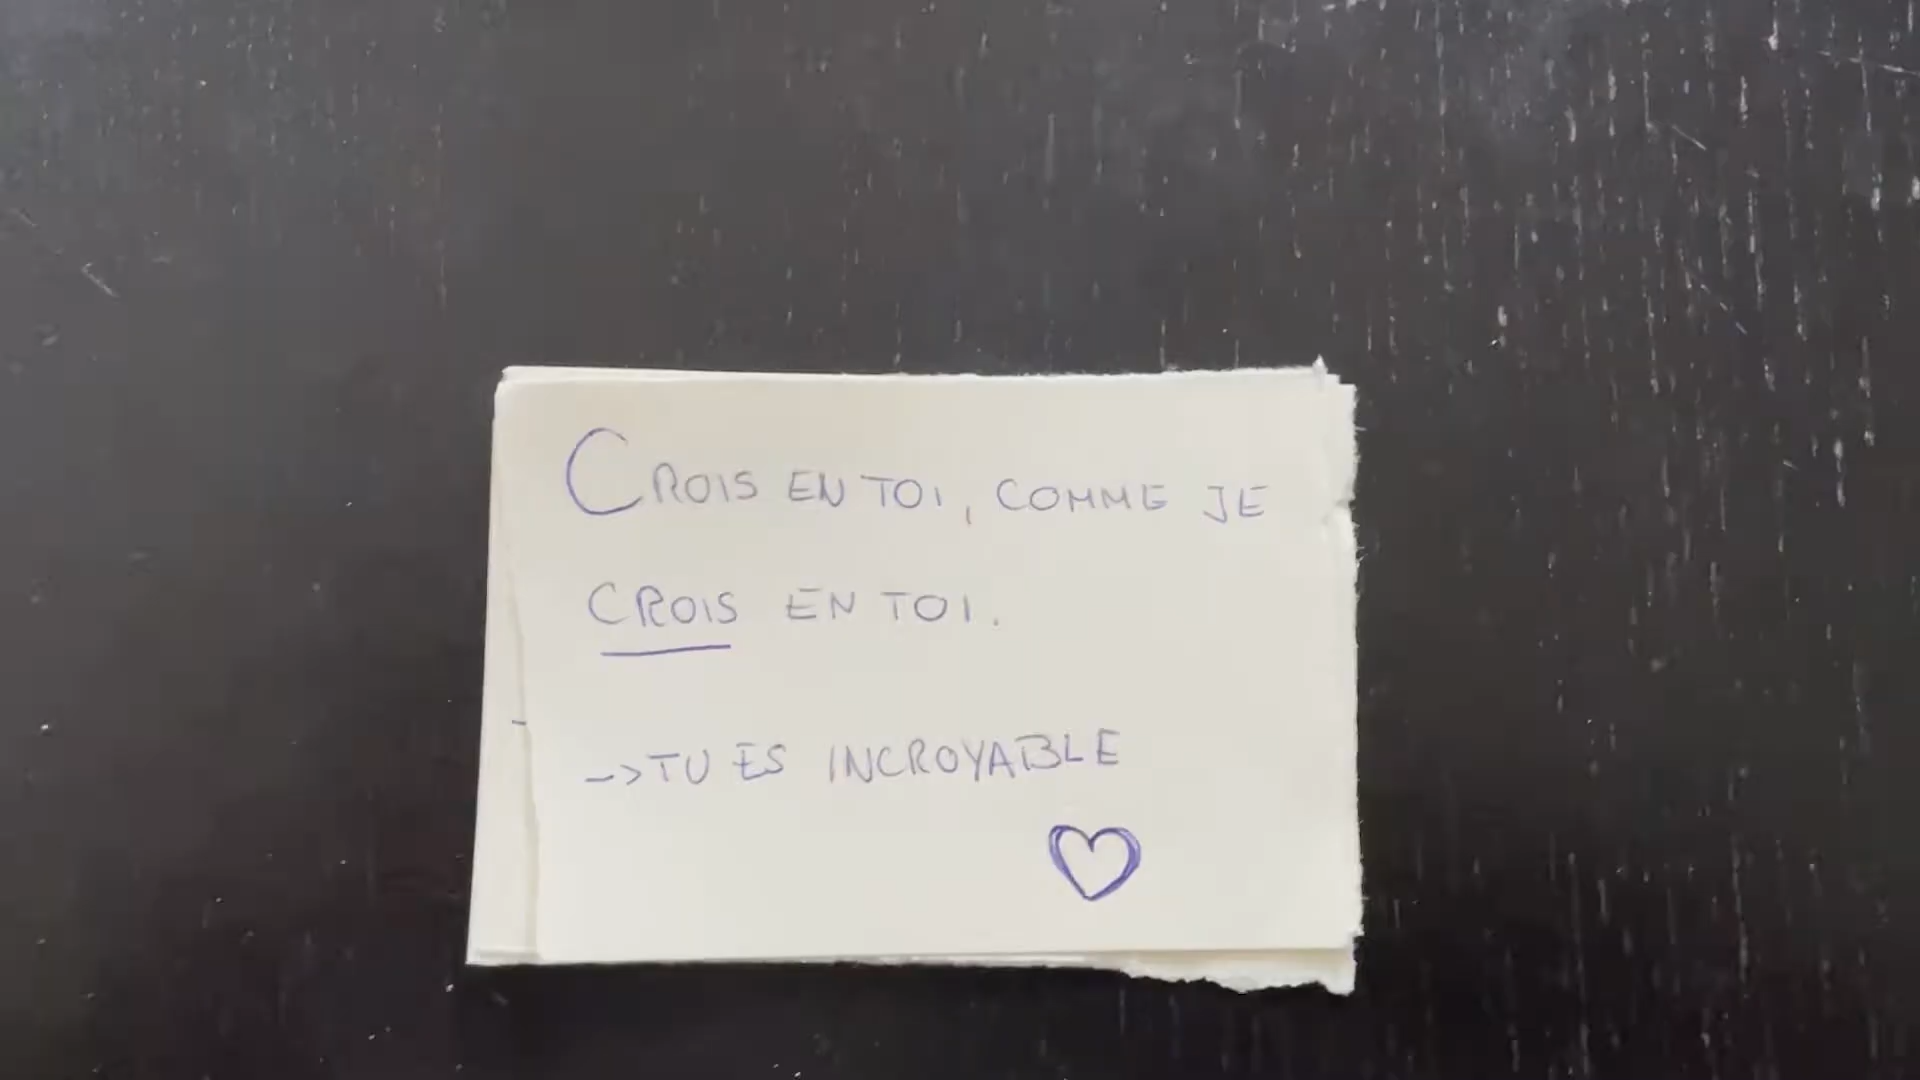 CROIS EN TOI, COMME JE
CROIS EN TOI.
->TU ES INCROYABLE